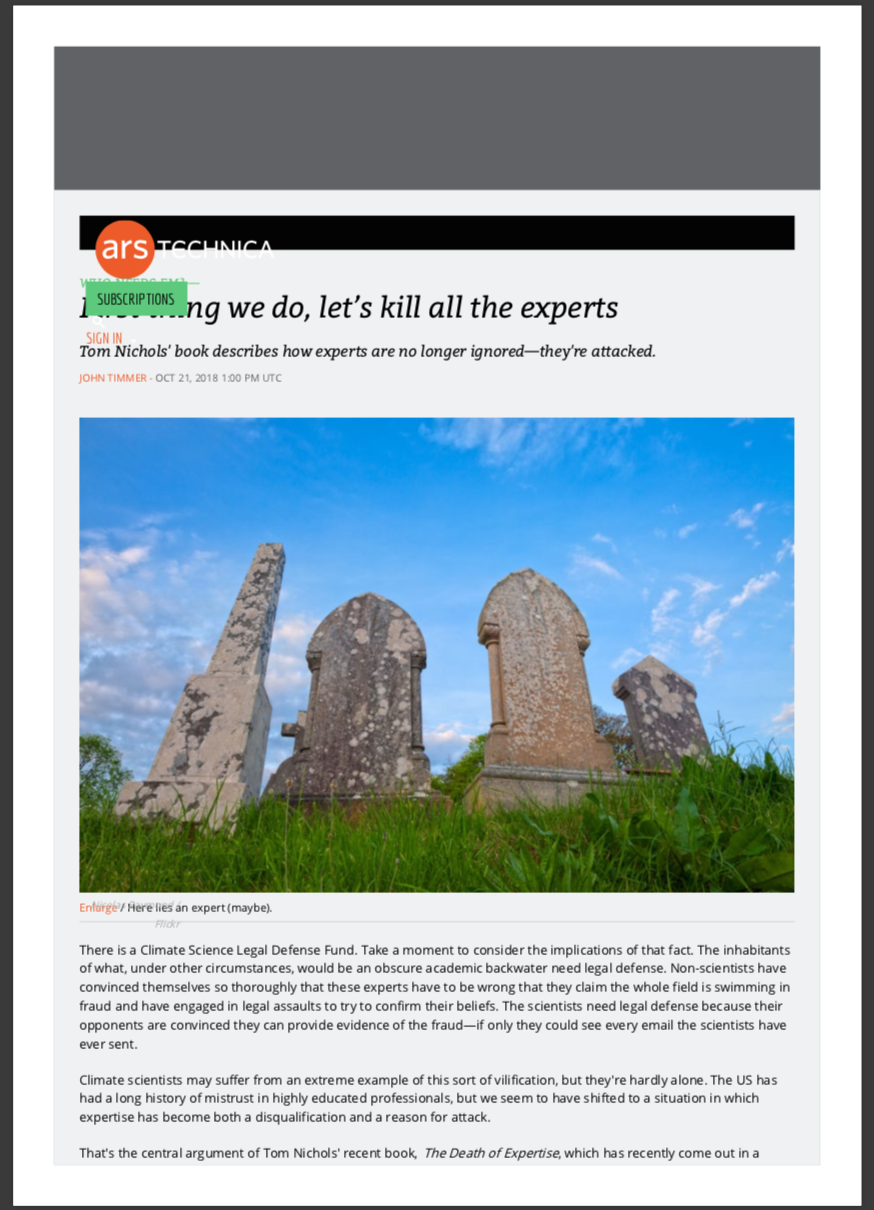 ars TECHNICA
WHO NEEDS EM? —
SUBSCRIPTIONS
thing we do, let's kill all the experts
SIGN IN
Tom Nichols' book describes how experts are no longer ignored—they're attacked.
JOHN TIMMER - OCT 21, 2018 1:00 PM UTC
Enlarge / Here lies an expert (maybe).
Flickr
There is a Climate Science Legal Defense Fund. Take a moment to consider the implications of that fact. The inhabitants
of what, under other circumstances, would be an obscure academic backwater need legal defense. Non-scientists have
convinced themselves so thoroughly that these experts have to be wrong that they claim the whole field is swimming in
fraud and have engaged in legal assaults to try to confirm their beliefs. The scientists need legal defense because their
opponents are convinced they can provide evidence of the fraud—if only they could see every email the scientists have
ever sent.
Climate scientists may suffer from an extreme example of this sort of vilification, but they're hardly alone. The US has
had a long history of mistrust in highly educated professionals, but we seem to have shifted to a situation in which
expertise has become both a disqualification and a reason for attack.
That's the central argument of Tom Nichols' recent book, The Death of Expertise, which has recently come out in a